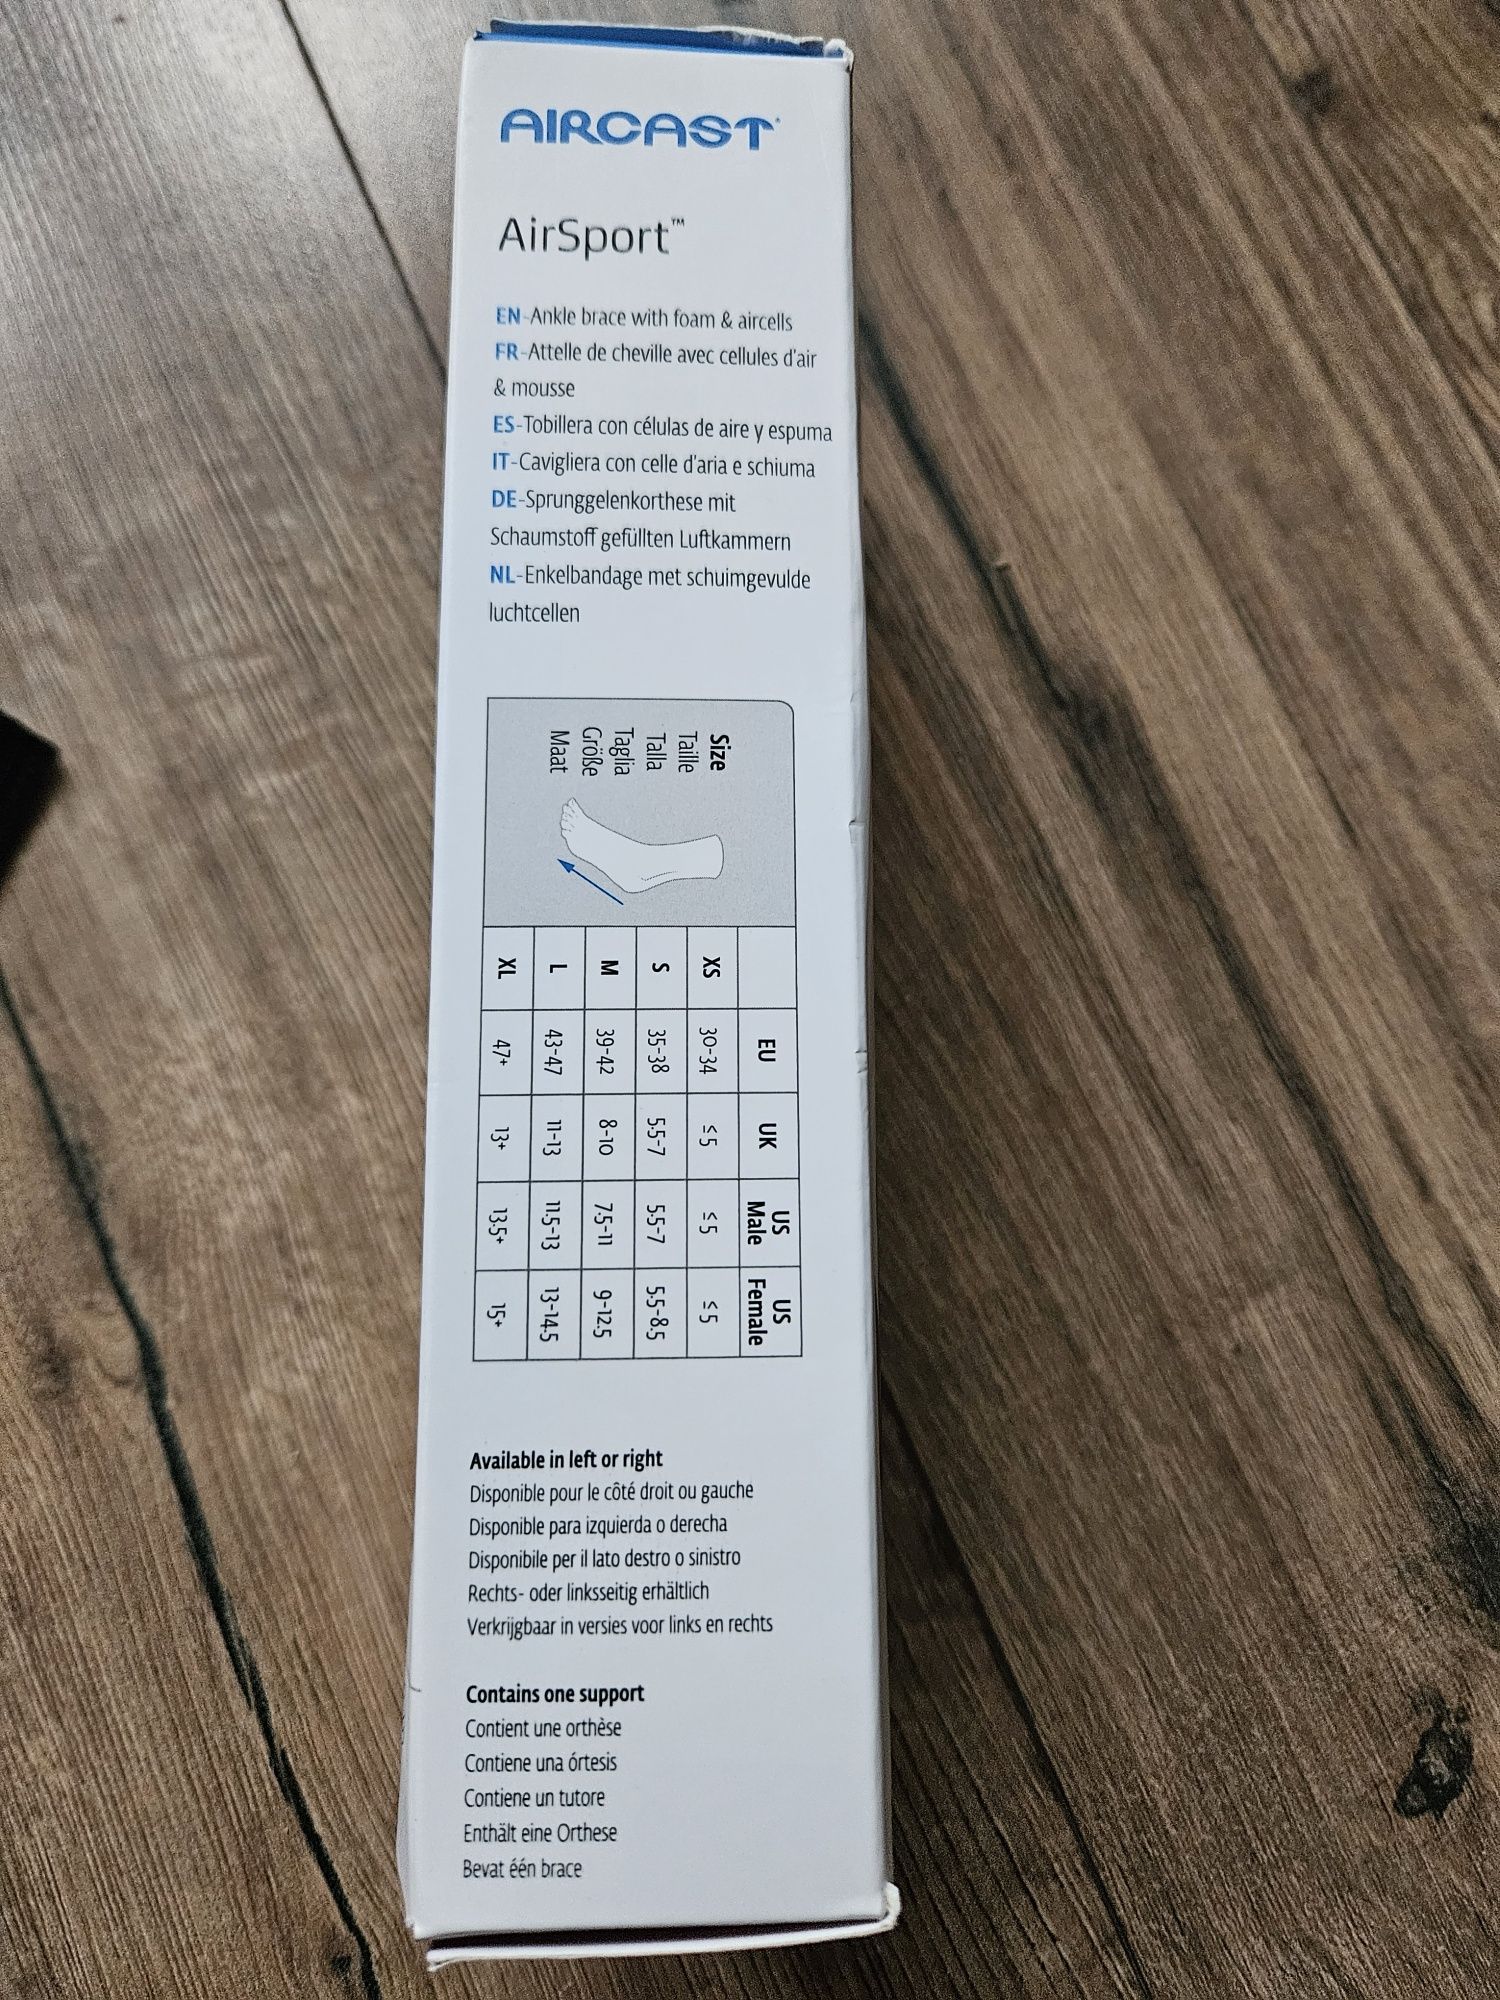 AIRCAST
AirSport™
EN-Ankle brace with foam & aircells
FR-Attelle de cheville avec cellules d'air
& mousse
ES-Tobillera con células de aire y espuma
IT-Cavigliera con celle d'aria e schiuma
DE-Sprunggelenkorthese mit
Schaumstoff gefüllten Luftkammern
NL-Enkelbandage met schuimgevulde
luchtcellen
Size
Taille
Talla
Taglia
Größe
Maat
EU UK US Male US Female
XS 30-34 ≤5 ≤5 ≤5
S 35-38 5.5-7 5.5-7 5.5-8.5
M 39-42 8-10 7.5-11 9-12.5
L 43-47 11-13 11.5-13 13-14.5
XL 47+ 13+ 13.5+ 15+
Available in left or right
Disponible pour le côté droit ou gauche
Disponible para izquierda o derecha
Disponibile per il lato destro o sinistro
Rechts- oder linksseitig erhältlich
Verkrijgbaar in versies voor links en rechts
Contains one support
Contient une orthèse
Contiene una órtesis
Contiene un tutore
Enthält eine Orthese
Bevat één brace